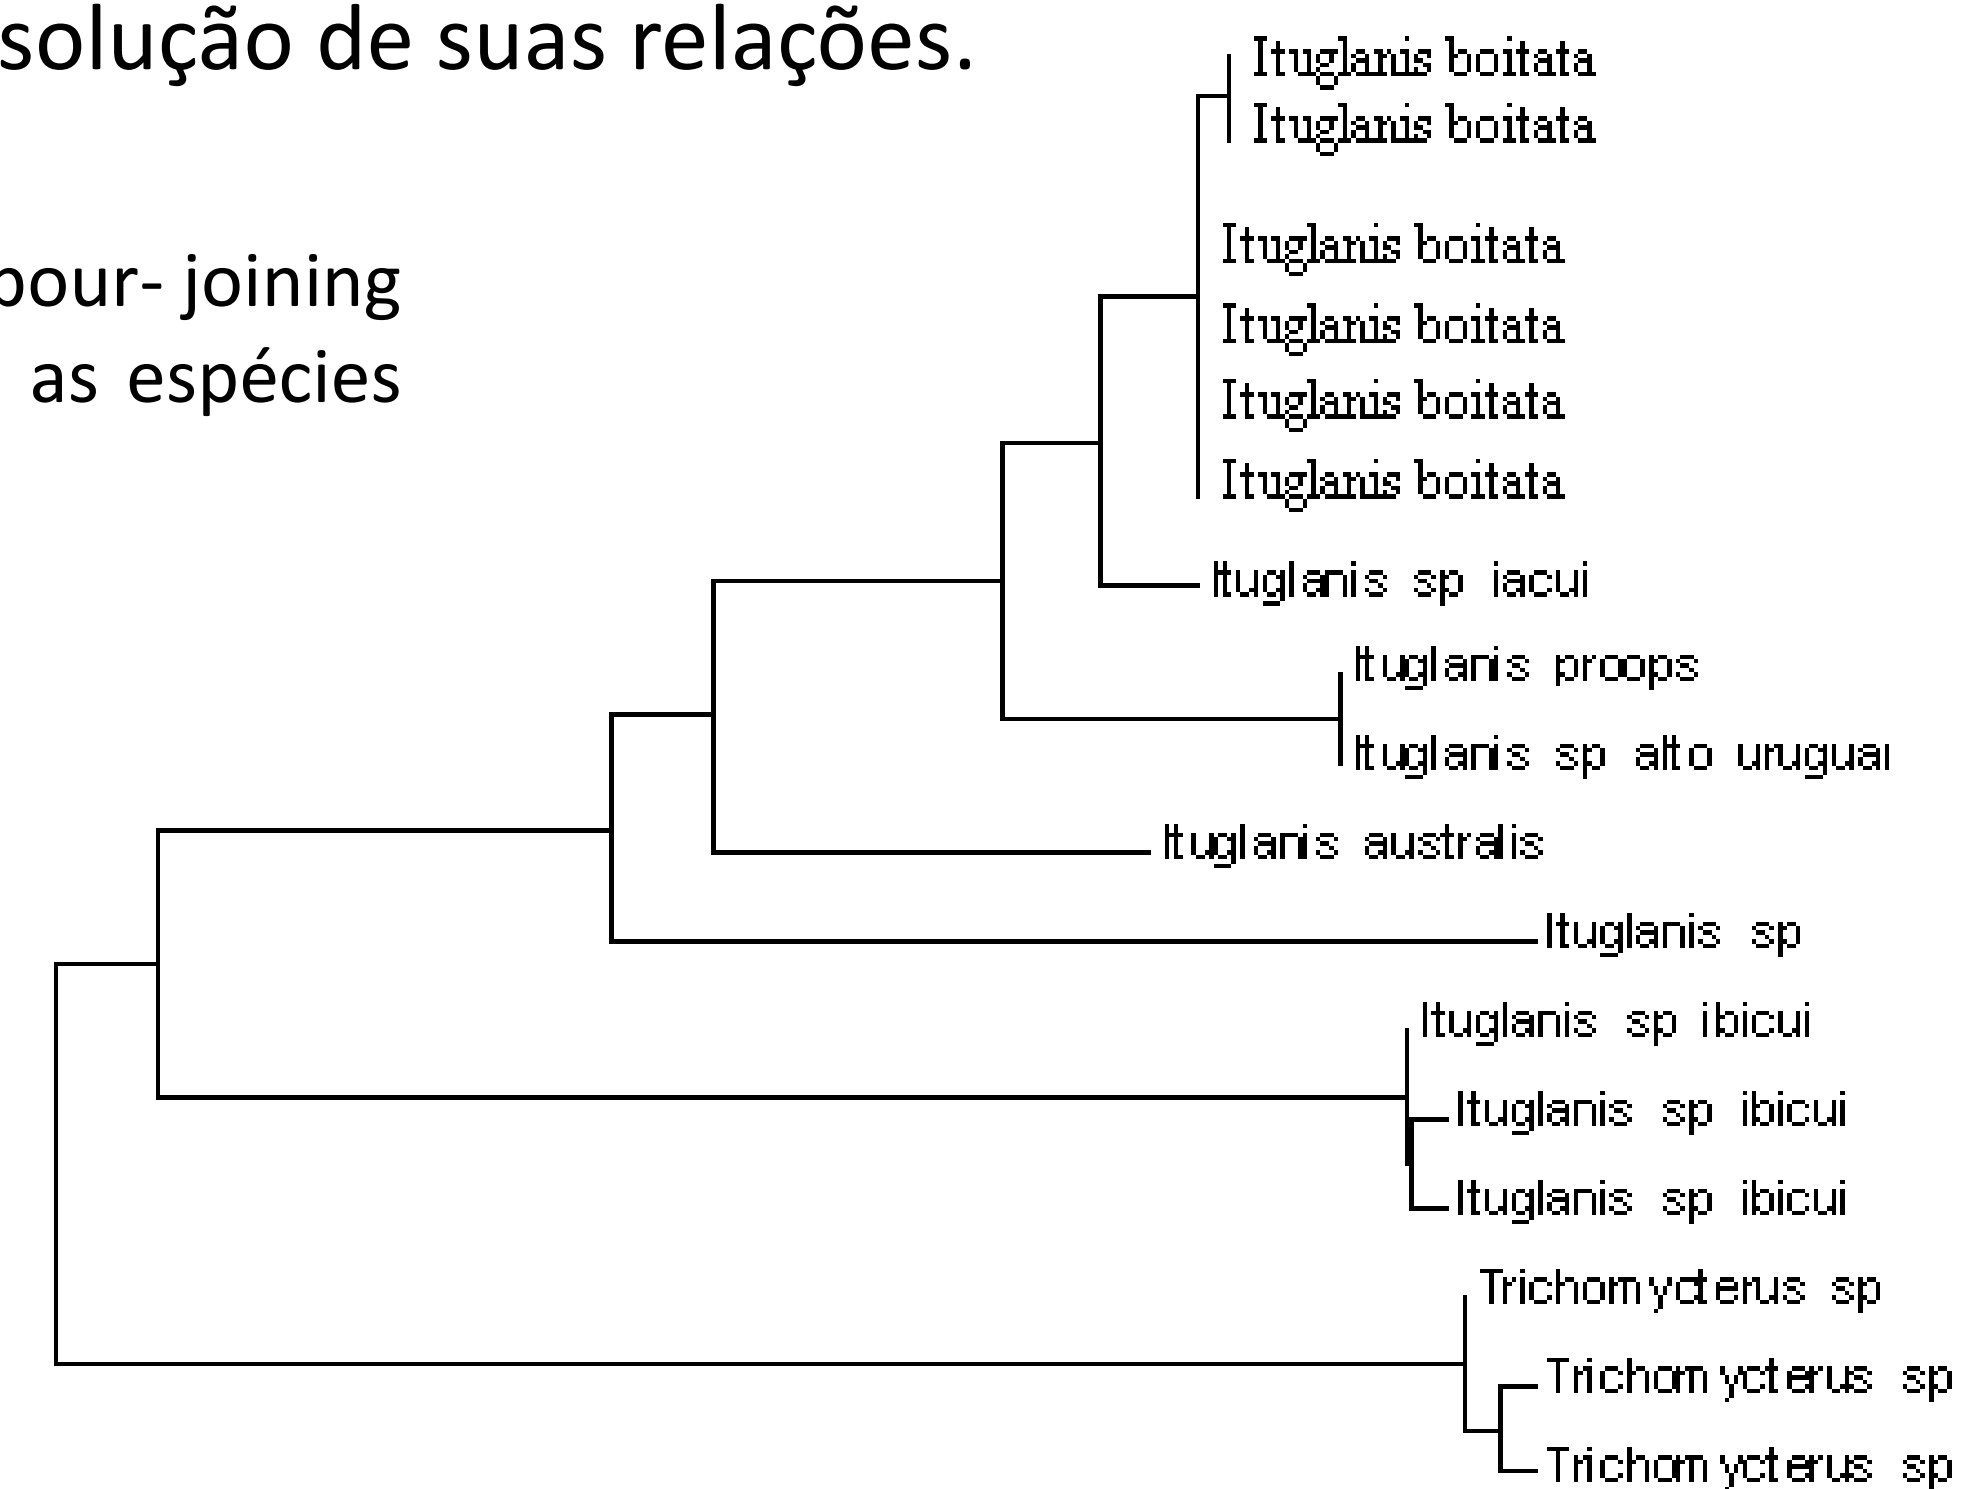 solução de suas relações.
pour- joining
as espécies
Ituglanis boitata
Ituglanis boitata
Ituglanis boitata
Ituglanis boitata
Ituglanis boitata
Ituglanis boitata
Ituglanis sp iacui
Ituglanis proops
Ituglanis sp alto uruguai
Ituglanis australis
Ituglanis sp
Ituglanis sp ibicui
Ituglanis sp ibicui
Ituglanis sp ibicui
Trichomycterus sp
Trichomycterus sp
Trichomycterus sp